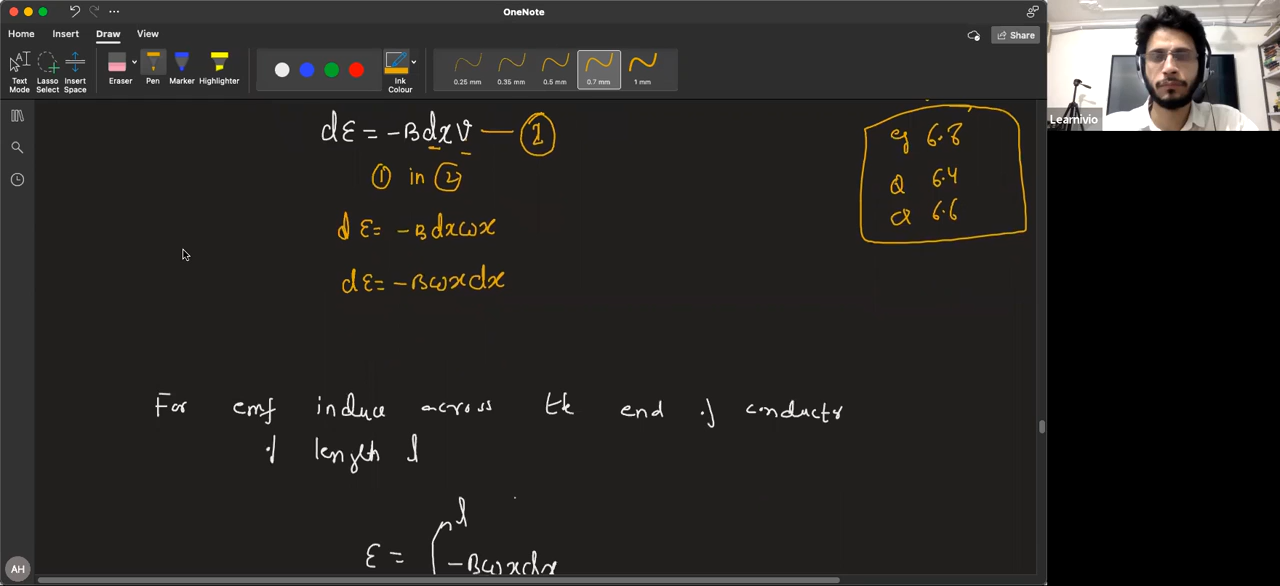 OneNote
Home Insert Draw View
Share
Text Mode
Lasso Select
Insert Space
Eraser
Pen
Marker
Highlighter
Ink Colour
0.25 mm
0.35 mm
0.5 mm
0.7 mm
1 mm
Learnivio
dε = -Bdxv — ②
① in ②
dε = -Bdxωx
dε = -Bωxdx
eg 6.8
Q 6.4
Q 6.6
For emf induce across the end of conductor
of length l
ε = ∫ l -Bωxdx
AH